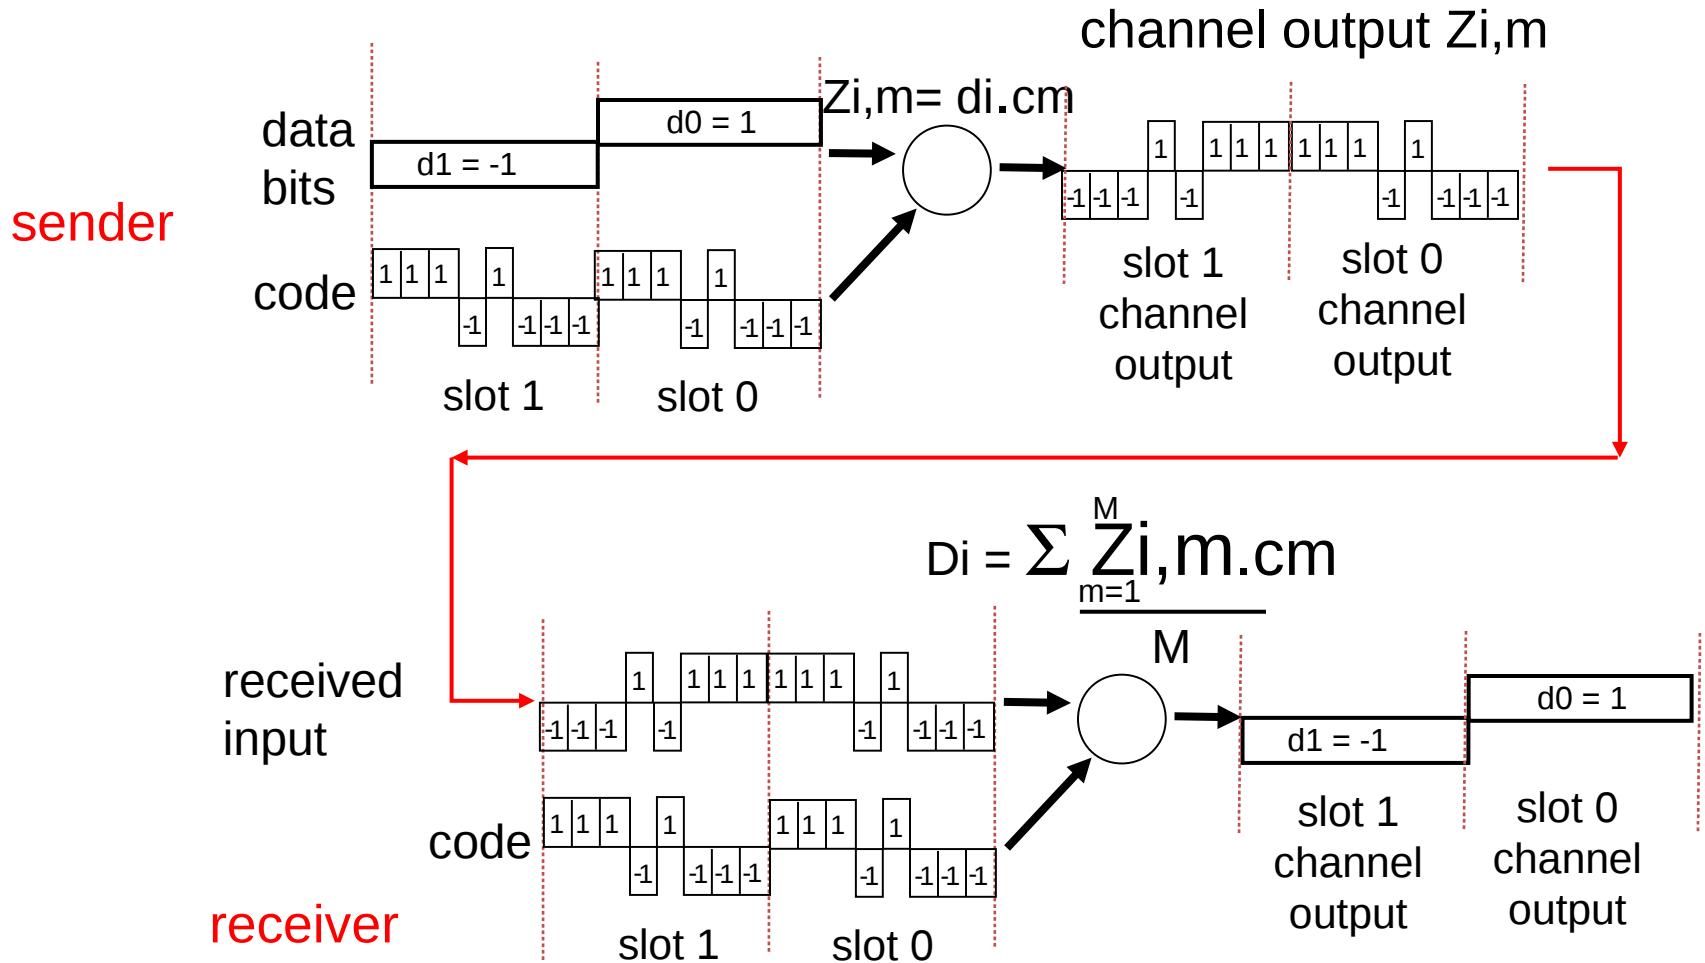 channel output Zi,m
Zi,m= di.cm
data
bits
d1 = -1
d0 = 1
sender
code
1 1 1 -1 1 -1 -1 -1
1 1 1 -1 1 -1 -1 -1
slot 1
slot 0
-1 -1 -1 1 -1 1 1 1
1 1 1 -1 1 -1 -1 -1
slot 1
channel
output
slot 0
channel
output
M
Di = Σ Zi,m.cm
m=1
M
received
input
-1 -1 -1 1 -1 1 1 1
1 1 1 -1 1 -1 -1 -1
code
1 1 1 -1 1 -1 -1 -1
1 1 1 -1 1 -1 -1 -1
receiver
slot 1
slot 0
d1 = -1
d0 = 1
slot 1
channel
output
slot 0
channel
output